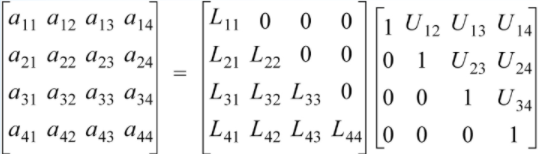 a11 a12 a13 a14   L11 0 0 0   1 U12 U13 U14
a21 a22 a23 a24 = L21 L22 0 0   0 1 U23 U24
a31 a32 a33 a34   L31 L32 L33 0   0 0 1 U34
a41 a42 a43 a44   L41 L42 L43 L44   0 0 0 1